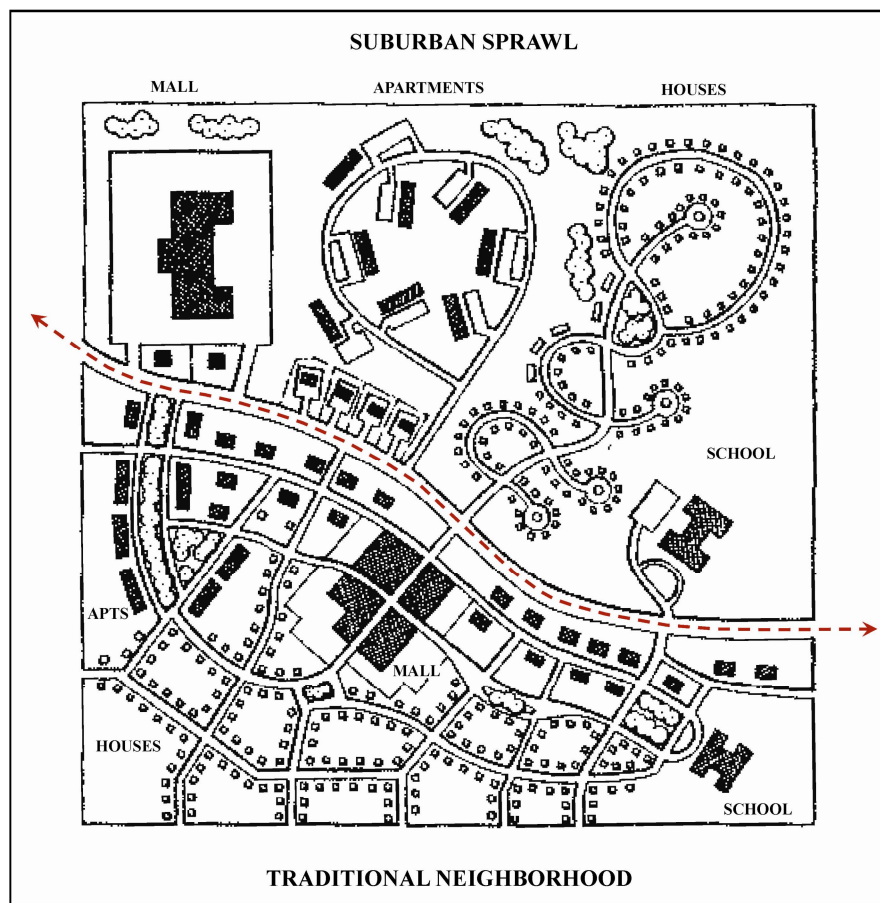 SUBURBAN SPRAWL
MALL APARTMENTS HOUSES
SCHOOL
APTS
MALL
HOUSES
SCHOOL
TRADITIONAL NEIGHBORHOOD